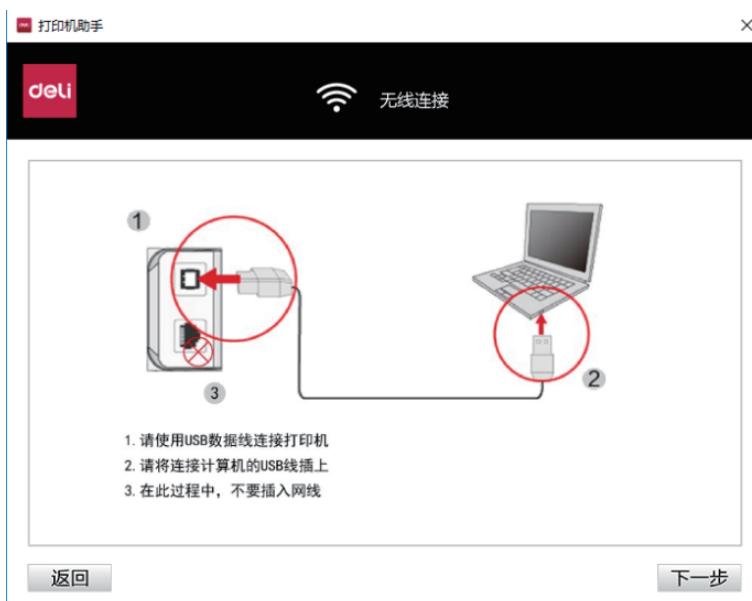 deli 打印机助手
deli
无线连接
1
2
3
1. 请使用USB数据线连接打印机
2. 请将连接计算机的USB线插上
3. 在此过程中，不要插入网线
返回
下一步